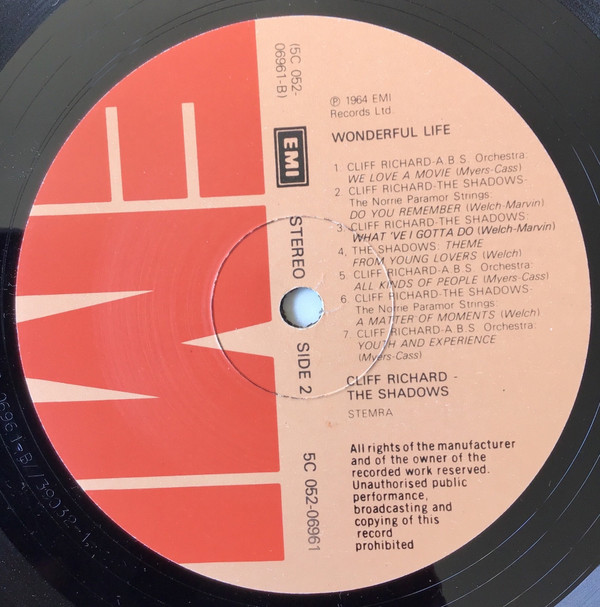 (5C 052-
06961-B)
℗ 1964 EMI
Records Ltd.
WONDERFUL LIFE
EMI
1. CLIFF RICHARD-A.B.S. Orchestra:
WE LOVE A MOVIE (Myers-Cass)
2. CLIFF RICHARD-THE SHADOWS-
The Norrie Paramor Strings:
DO YOU REMEMBER (Welch-Marvin)
3. CLIFF RICHARD-THE SHADOWS:
WHAT 'VE I GOTTA DO (Welch-Marvin)
4. THE SHADOWS: THEME
FROM YOUNG LOVERS (Welch)
5. CLIFF RICHARD-A.B.S. Orchestra:
ALL KINDS OF PEOPLE (Myers-Cass)
6. CLIFF RICHARD-THE SHADOWS-
The Norrie Paramor Strings:
A MATTER OF MOMENTS (Welch)
7. CLIFF RICHARD-A.B.S. Orchestra:
YOUTH AND EXPERIENCE
(Myers-Cass)
STEREO SIDE 2
CLIFF RICHARD -
THE SHADOWS
STEMRA
5C 052-06961
All rights of the manufacturer
and of the owner of the
recorded work reserved.
Unauthorised public
performance,
broadcasting and
copying of this
record
prohibited
EMI